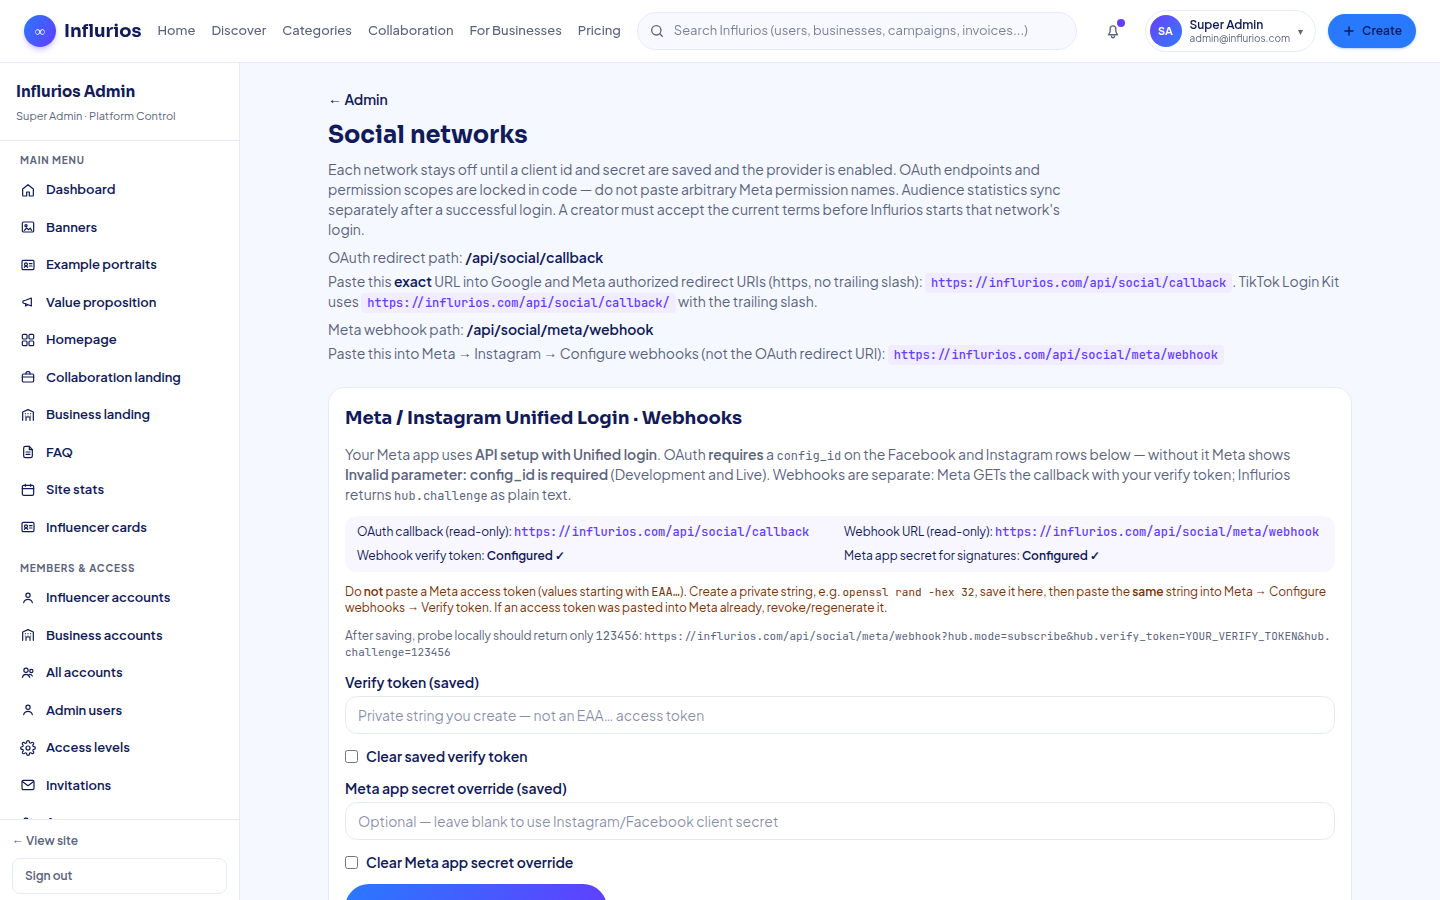 ∞ Influrios Home Discover Categories Collaboration For Businesses Pricing Search Influrios (users, businesses, campaigns, invoices...) SA Super Admin ▾ + Create
admin@influrios.com
Influrios Admin
Super Admin · Platform Control
MAIN MENU
Dashboard
Banners
Example portraits
Value proposition
Homepage
Collaboration landing
Business landing
FAQ
Site stats
Influencer cards
MEMBERS & ACCESS
Influencer accounts
Business accounts
All accounts
Admin users
Access levels
Invitations
← View site
Sign out
← Admin
Social networks
Each network stays off until a client id and secret are saved and the provider is enabled. OAuth endpoints and
permission scopes are locked in code — do not paste arbitrary Meta permission names. Audience statistics sync
separately after a successful login. A creator must accept the current terms before Influrios starts that network's
login.
OAuth redirect path: /api/social/callback
Paste this exact URL into Google and Meta authorized redirect URIs (https, no trailing slash): https://influrios.com/api/social/callback . TikTok Login Kit
uses https://influrios.com/api/social/callback/ with the trailing slash.
Meta webhook path: /api/social/meta/webhook
Paste this into Meta → Instagram → Configure webhooks (not the OAuth redirect URI): https://influrios.com/api/social/meta/webhook
Meta / Instagram Unified Login · Webhooks
Your Meta app uses API setup with Unified login. OAuth requires a config_id on the Facebook and Instagram rows below — without it Meta shows
Invalid parameter: config_id is required (Development and Live). Webhooks are separate: Meta GETs the callback with your verify token; Influrios
returns hub.challenge as plain text.
OAuth callback (read-only): https://influrios.com/api/social/callback Webhook URL (read-only): https://influrios.com/api/social/meta/webhook
Webhook verify token: Configured ✓ Meta app secret for signatures: Configured ✓
Do not paste a Meta access token (values starting with EAA…). Create a private string, e.g. openssl rand -hex 32, save it here, then paste the same string into Meta → Configure
webhooks → Verify token. If an access token was pasted into Meta already, revoke/regenerate it.
After saving, probe locally should return only 123456: https://influrios.com/api/social/meta/webhook?hub.mode=subscribe&hub.verify_token=YOUR_VERIFY_TOKEN&hub.
challenge=123456
Verify token (saved)
Private string you create — not an EAA… access token
Clear saved verify token
Meta app secret override (saved)
Optional — leave blank to use Instagram/Facebook client secret
Clear Meta app secret override